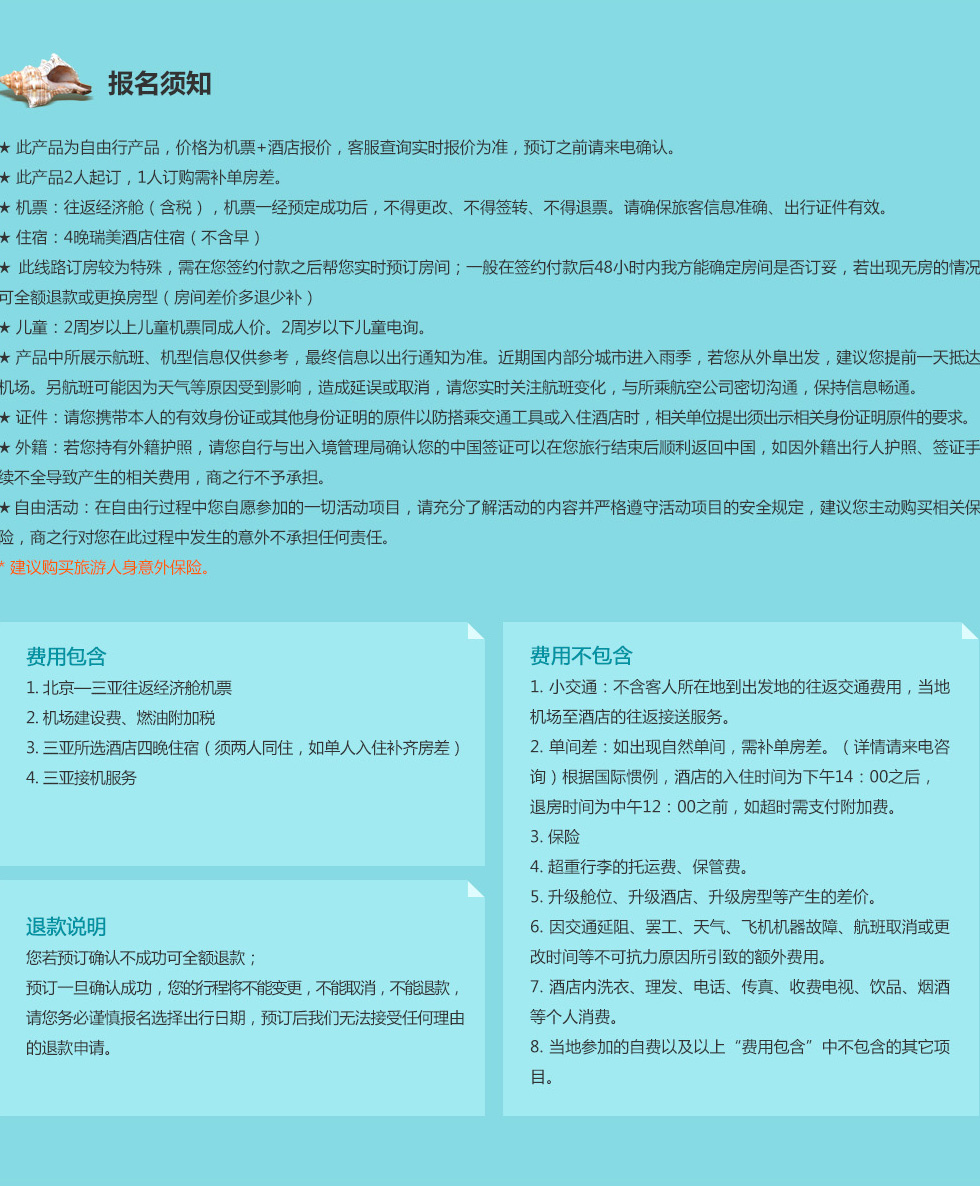 报名须知
★ 此产品为自由行产品，价格为机票+酒店报价，客服查询实时报价为准，预订之前请来电确认。
★ 此产品2人起订，1人订购需补单房差。
★ 机票：往返经济舱（含税），机票一经预定成功后，不得更改、不得签转、不得退票。请确保旅客信息准确、出行证件有效。
★ 住宿：4晚瑞美酒店住宿（不含早）
★ 此线路订房较为特殊，需在您签约付款之后帮您实时预订房间；一般在签约付款后48小时内我方能确定房间是否订妥，若出现无房的情况
可全额退款或更换房型（房间差价多退少补）
★ 儿童：2周岁以上儿童机票同成人价。2周岁以下儿童电询。
★ 产品中所展示航班、机型信息仅供参考，最终信息以出行通知为准。近期国内部分城市进入雨季，若您从外阜出发，建议您提前一天抵达
机场。另航班可能因为天气等原因受到影响，造成延误或取消，请您实时关注航班变化，与所乘航空公司密切沟通，保持信息畅通。
★ 证件：请您携带本人的有效身份证或其他身份证明的原件以防搭乘交通工具或入住酒店时，相关单位提出须出示相关身份证明原件的要求。
★ 外籍：若您持有外籍护照，请您自行与出入境管理局确认您的中国签证可以在您旅行结束后顺利返回中国，如因外籍出行人护照、签证手
续不全导致产生的相关费用，商之行不予承担。
★ 自由活动：在自由行过程中您自愿参加的一切活动项目，请充分了解活动的内容并严格遵守活动项目的安全规定，建议您主动购买相关保
险，商之行对您在此过程中发生的意外不承担任何责任。
* 建议购买旅游人身意外保险。
费用包含
1. 北京—三亚往返经济舱机票
2. 机场建设费、燃油附加税
3. 三亚所选酒店四晚住宿（须两人同住，如单人入住补齐房差）
4. 三亚接机服务
退款说明
您若预订确认不成功可全额退款；
预订一旦确认成功，您的行程将不能变更，不能取消，不能退款，
请您务必谨慎报名选择出行日期，预订后我们无法接受任何理由
的退款申请。
费用不包含
1. 小交通：不含客人所在地到出发地的往返交通费用，当地
机场至酒店的往返接送服务。
2. 单间差：如出现自然单间，需补单房差。（详情请来电咨
询）根据国际惯例，酒店的入住时间为下午14：00之后，
退房时间为中午12：00之前，如超时需支付附加费。
3. 保险
4. 超重行李的托运费、保管费。
5. 升级舱位、升级酒店、升级房型等产生的差价。
6. 因交通延阻、罢工、天气、飞机机器故障、航班取消或更
改时间等不可抗力原因所引致的额外费用。
7. 酒店内洗衣、理发、电话、传真、收费电视、饮品、烟酒
等个人消费。
8. 当地参加的自费以及以上“费用包含”中不包含的其它项
目。